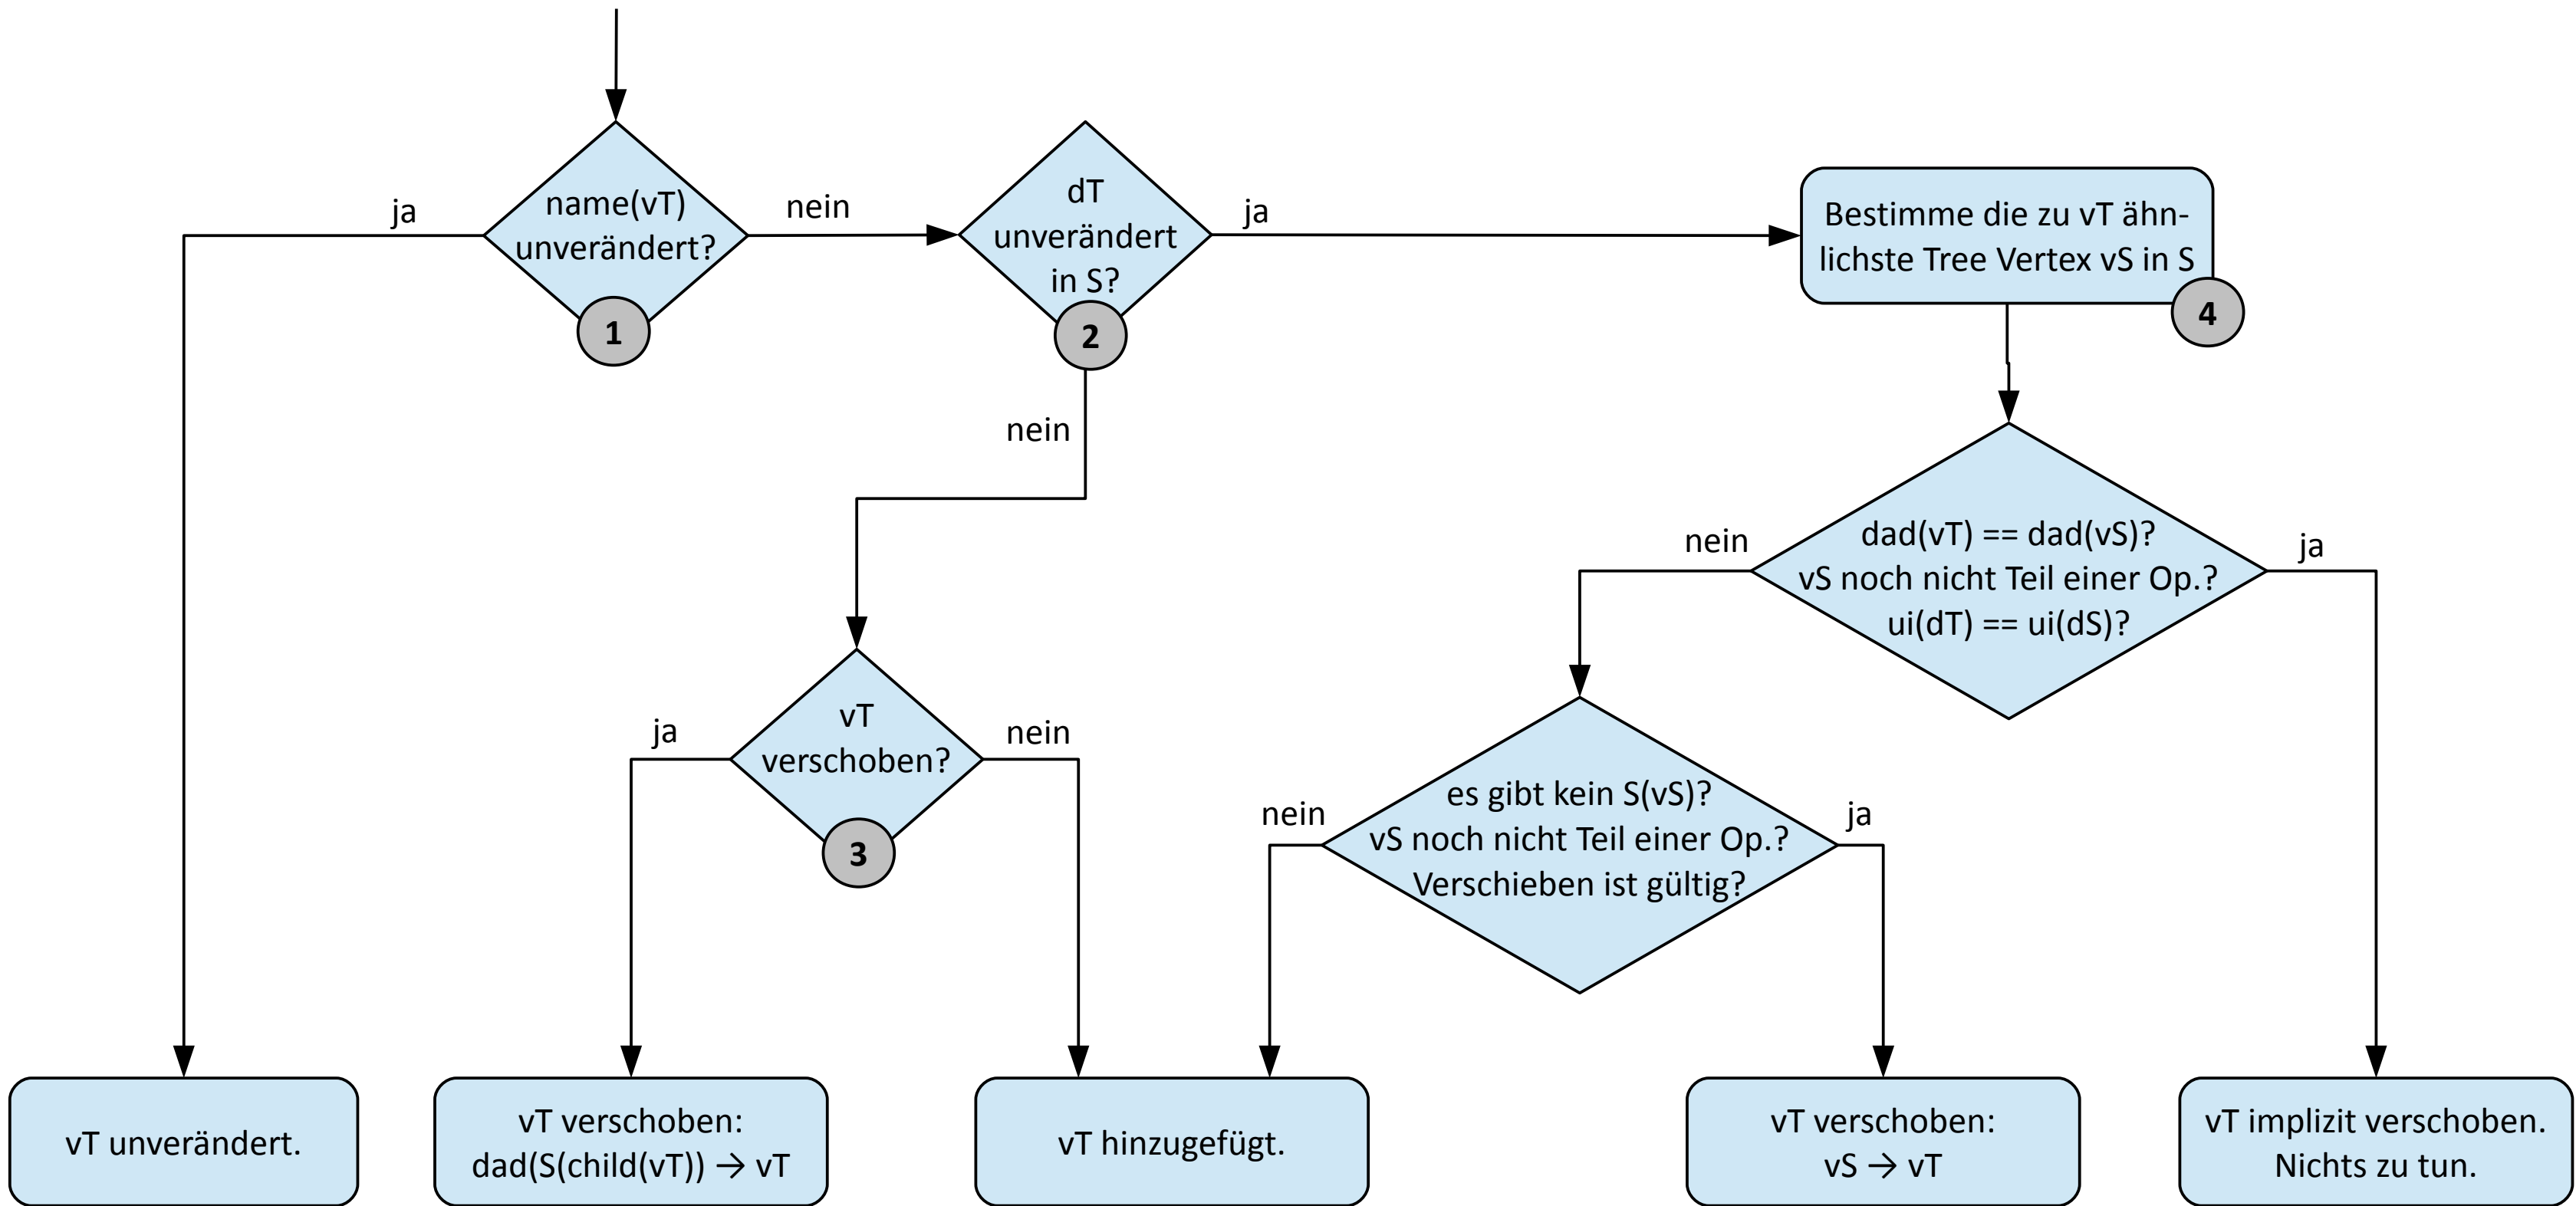 name(vT)
unverändert?
1
ja
nein
dT
unverändert
in S?
2
ja
nein
Bestimme die zu vT ähn-
lichste Tree Vertex vS in S
4
dad(vT) == dad(vS)?
vS noch nicht Teil einer Op.?
ui(dT) == ui(dS)?
nein
ja
vT
verschoben?
3
ja
nein
es gibt kein S(vS)?
vS noch nicht Teil einer Op.?
Verschieben ist gültig?
nein
ja
vT unverändert.
vT verschoben:
dad(S(child(vT)) → vT
vT hinzugefügt.
vT verschoben:
vS → vT
vT implizit verschoben.
Nichts zu tun.